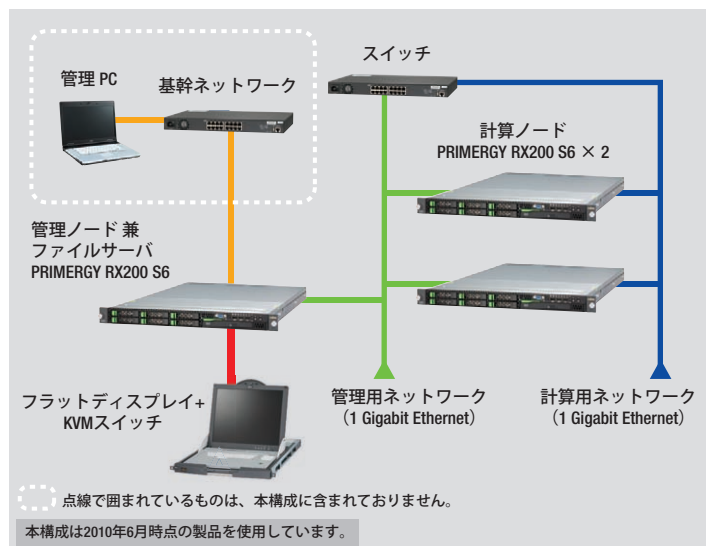 管理 PC
基幹ネットワーク
スイッチ
計算ノード
PRIMERGY RX200 S6 × 2
管理ノード 兼
ファイルサーバ
PRIMERGY RX200 S6
フラットディスプレイ+
KVMスイッチ
管理用ネットワーク
（1 Gigabit Ethernet）
計算用ネットワーク
（1 Gigabit Ethernet）
点線で囲まれているものは、本構成に含まれておりません。
本構成は2010年6月時点の製品を使用しています。